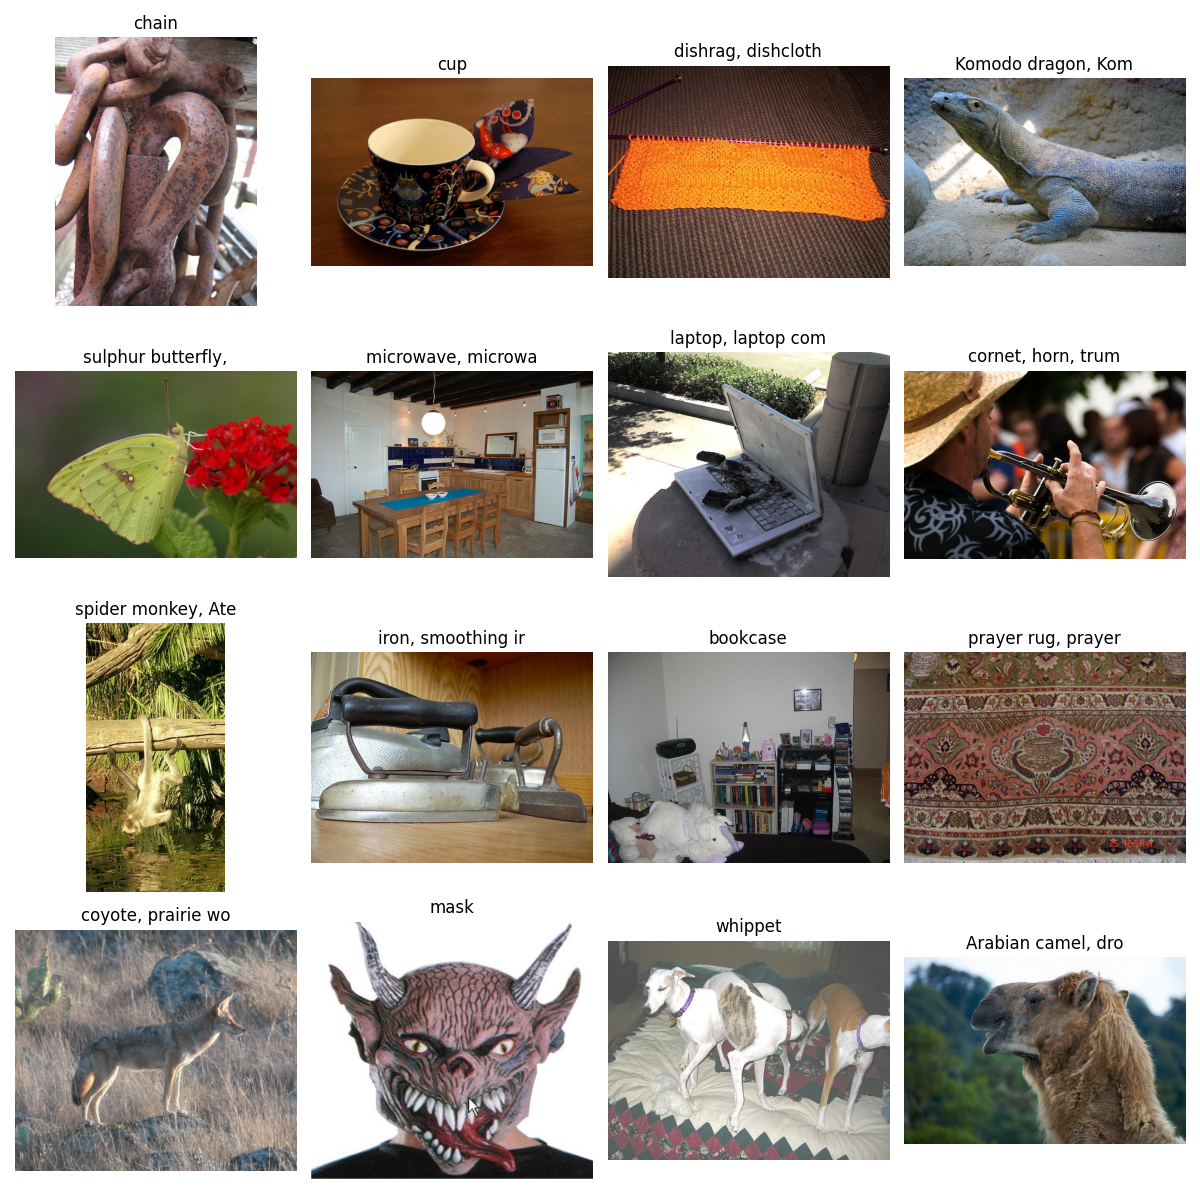 chain
cup
dishrag, dishcloth
Komodo dragon, Kom
sulphur butterfly,
microwave, microwa
laptop, laptop com
cornet, horn, trum
spider monkey, Ate
iron, smoothing ir
bookcase
prayer rug, prayer
coyote, prairie wo
mask
whippet
Arabian camel, dro